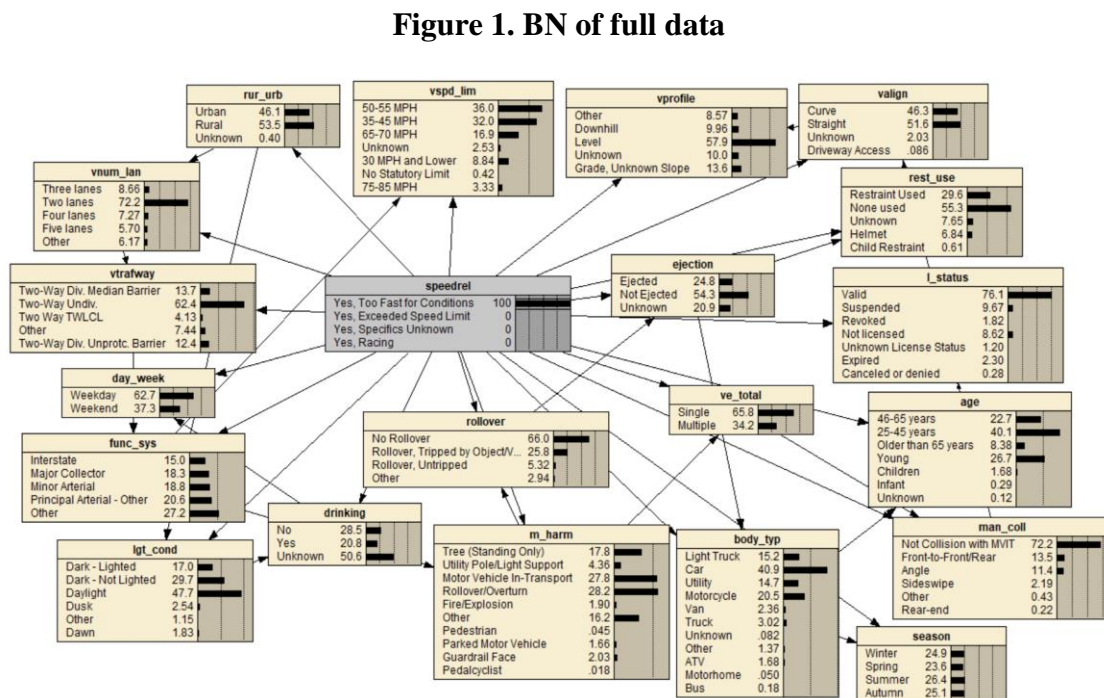 Figure 1. BN of full data
rur_urb
Urban 46.1
Rural 53.5
Unknown 0.40
vspd_lim
50-55 MPH 36.0
35-45 MPH 32.0
65-70 MPH 16.9
Unknown 2.53
30 MPH and Lower 8.84
No Statutory Limit 0.42
75-85 MPH 3.33
vprofile
Other 8.57
Downhill 9.96
Level 57.9
Unknown 10.0
Grade, Unknown Slope 13.6
valign
Curve 46.3
Straight 51.6
Unknown 2.03
Driveway Access .086
vnum_lan
Three lanes 8.66
Two lanes 72.2
Four lanes 7.27
Five lanes 5.70
Other 6.17
rest_use
Restraint Used 29.6
None used 55.3
Unknown 7.65
Helmet 6.84
Child Restraint 0.61
vtrafway
Two-Way Div. Median Barrier 13.7
Two-Way Undiv. 62.4
Two Way TWLCL 4.13
Other 7.44
Two-Way Div. Unprotc. Barrier 12.4
speedrel
Yes, Too Fast for Conditions 100
Yes, Exceeded Speed Limit 0
Yes, Specifics Unknown 0
Yes, Racing 0
ejection
Ejected 24.8
Not Ejected 54.3
Unknown 20.9
l_status
Valid 76.1
Suspended 9.67
Revoked 1.82
Not licensed 8.62
Unknown License Status 1.20
Expired 2.30
Canceled or denied 0.28
day_week
Weekday 62.7
Weekend 37.3
ve_total
Single 65.8
Multiple 34.2
age
46-65 years 22.7
25-45 years 40.1
Older than 65 years 8.38
Young 26.7
Children 1.68
Infant 0.29
Unknown 0.12
func_sys
Interstate 15.0
Major Collector 18.3
Minor Arterial 18.8
Principal Arterial - Other 20.6
Other 27.2
rollover
No Rollover 66.0
Rollover, Tripped by Object/V... 25.8
Rollover, Untripped 5.32
Other 2.94
drinking
No 28.5
Yes 20.8
Unknown 50.6
lgt_cond
Dark - Lighted 17.0
Dark - Not Lighted 29.7
Daylight 47.7
Dusk 2.54
Other 1.15
Dawn 1.83
m_harm
Tree (Standing Only) 17.8
Utility Pole/Light Support 4.36
Motor Vehicle In-Transport 27.8
Rollover/Overturn 28.2
Fire/Explosion 1.90
Other 16.2
Pedestrian .045
Parked Motor Vehicle 1.66
Guardrail Face 2.03
Pedalcyclist .018
body_typ
Light Truck 15.2
Car 40.9
Utility 14.7
Motorcycle 20.5
Van 2.36
Truck 3.02
Unknown .082
Other 1.37
ATV 1.68
Motorhome .050
Bus 0.18
man_coll
Not Collision with MVIT 72.2
Front-to-Front/Rear 13.5
Angle 11.4
Sideswipe 2.19
Other 0.43
Rear-end 0.22
season
Winter 24.9
Spring 23.6
Summer 26.4
Autumn 25.1